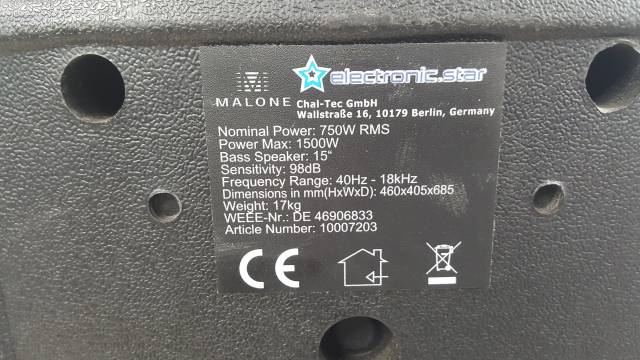 electronic.star
MALONE
Chal-Tec GmbH
Wallstraße 16, 10179 Berlin, Germany
Nominal Power: 750W RMS
Power Max: 1500W
Bass Speaker: 15“
Sensitivity: 98dB
Frequency Range: 40Hz - 18kHz
Dimensions in mm(HxWxD): 460x405x685
Weight: 17kg
WEEE-Nr.: DE 46906833
Article Number: 10007203
CE